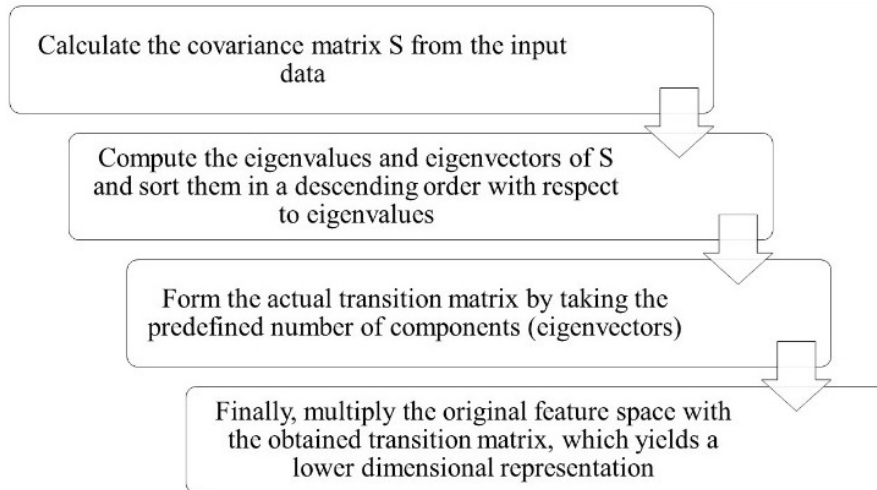 Calculate the covariance matrix S from the input
data
Compute the eigenvalues and eigenvectors of S
and sort them in a descending order with respect
to eigenvalues
Form the actual transition matrix by taking the
predefined number of components (eigenvectors)
Finally, multiply the original feature space with
the obtained transition matrix, which yields a
lower dimensional representation